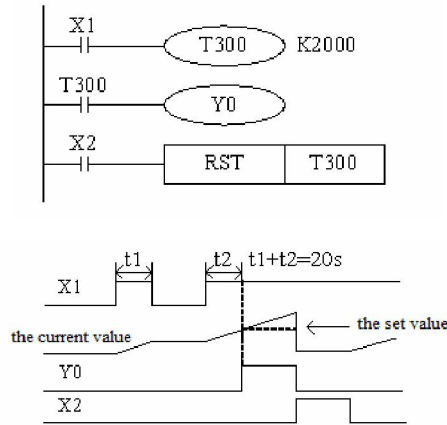 X1
T300 K2000
T300
Y0
X2
RST T300
t1 t2 t1+t2=20s
X1
the current value
the set value
Y0
X2